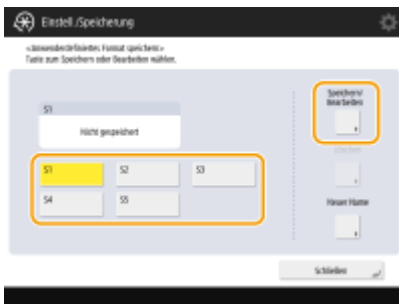 Einstell./Speicherung
<Anwenderdefiniertes Format speichern>
Taste zum Speichern oder Bearbeiten wählen.
S1
Nicht gespeichert
S1
S2
S3
S4
S5
Speichern/
Bearbeiten
Löschen
Neuer Name
Schließen